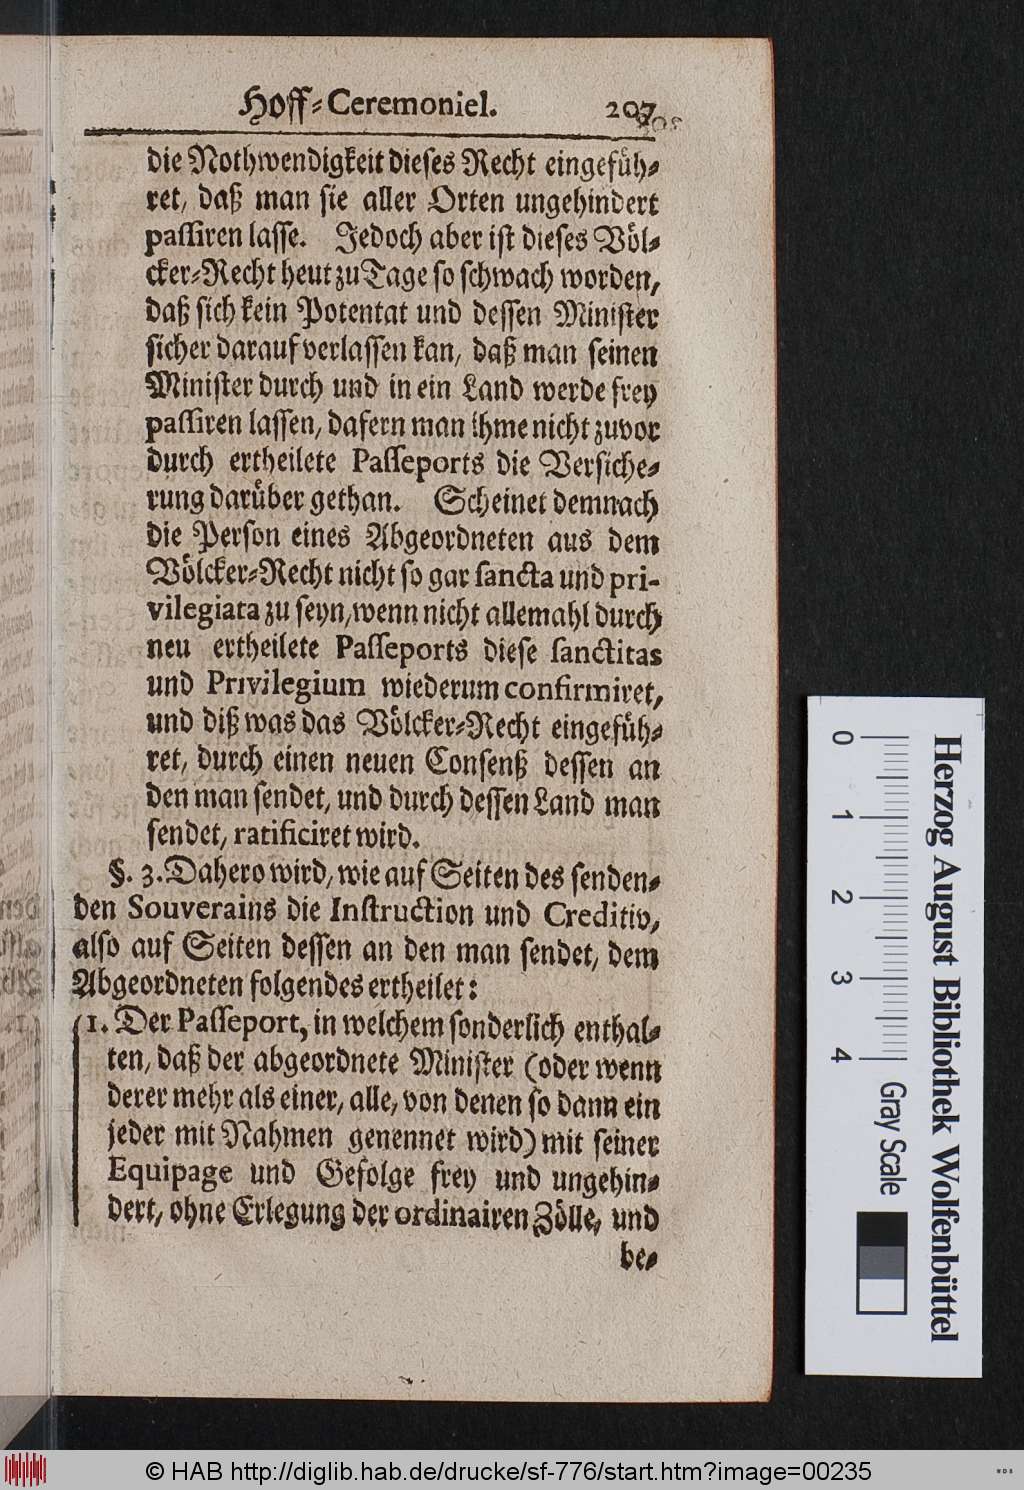 Hoff-Ceremoniel. 207
die Nothwendigkeit dieses Recht eingefüh-
ret, daß man sie aller Orten ungehindert
passiren lasse. Jedoch aber ist dieses Völ-
cker-Recht heut zu Tage so schwach worden,
daß sich kein Potentat und dessen Minister
sicher darauf verlassen kan, daß man seinen
Minister durch und in ein Land werde frey
passiren lassen, dafern man ihme nicht zuvor
durch ertheilete Passeports die Versiche-
rung darüber gethan. Scheinet demnach
die Person eines Abgeordneten aus dem
Völcker-Recht nicht so gar sancta und pri-
vilegiata zu seyn, wenn nicht allemahl durch
neu ertheilete Passeports diese sanctitas
und Privilegium wiederum confirmiret,
und diß was das Völcker-Recht eingefüh-
ret, durch einen neuen Consenß dessen an
den man sendet, und durch dessen Land man
sendet, ratificiret wird.
§. 3. Dahero wird, wie auf Seiten des senden-
den Souverains die Instruction und Creditiv,
also auf Seiten dessen an den man sendet, dem
Abgeordneten folgendes ertheilet:
1. Der Passeport, in welchem sonderlich enthal-
ten, daß der abgeordnete Minister (oder wenn
derer mehr als einer, alle, von denen so dann ein
jeder mit Nahmen genennet wird) mit seiner
Equipage und Gefolge frey und ungehin-
dert, ohne Erlegung der ordinairen Zölle, und
be-
0 1 2 3 4
Gray Scale
Herzog August Bibliothek Wolfenbüttel
© HAB http://diglib.hab.de/drucke/sf-776/start.htm?image=00235